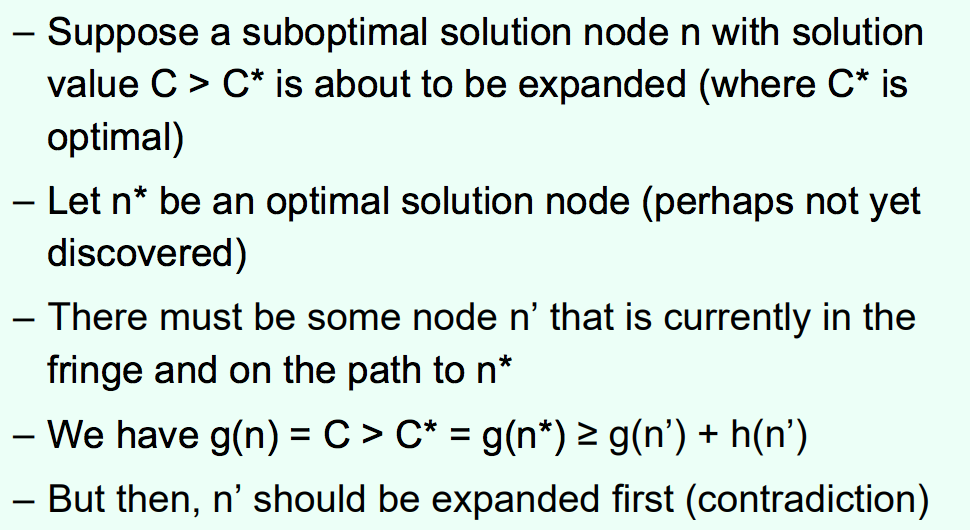 – Suppose a suboptimal solution node n with solution
value C > C* is about to be expanded (where C* is
optimal)
– Let n* be an optimal solution node (perhaps not yet
discovered)
– There must be some node n’ that is currently in the
fringe and on the path to n*
– We have g(n) = C > C* = g(n*) ≥ g(n’) + h(n’)
– But then, n’ should be expanded first (contradiction)